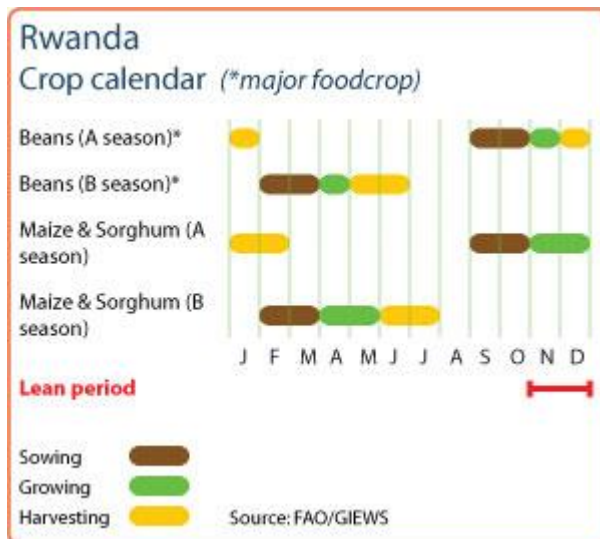 Rwanda
Crop calendar (*major foodcrop)
Beans (A season)*
Beans (B season)*
Maize & Sorghum (A
season)
Maize & Sorghum (B
season)
J F M A M J J A S O N D
Lean period
Sowing
Growing
Harvesting
Source: FAO/GIEWS